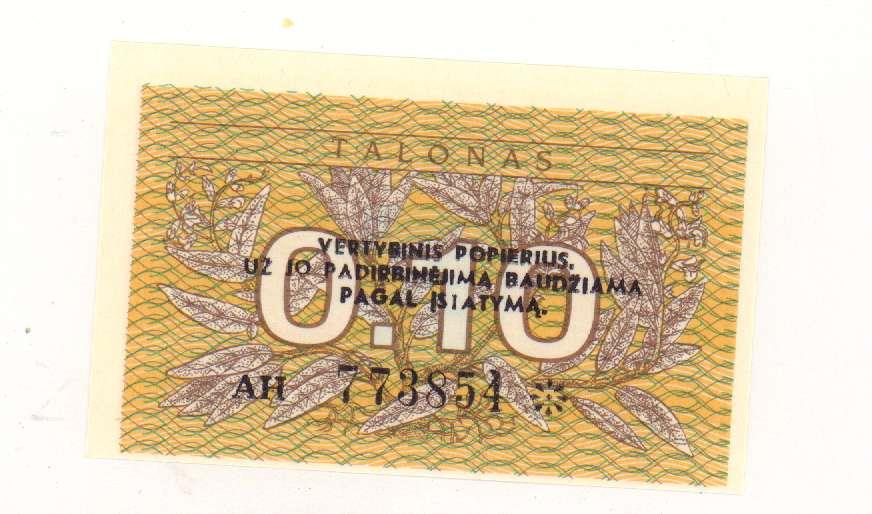 TALONAS
VERTYBINIS POPIERIUS.
UŽ JO PADIRBINĖJIMĄ BAUDŽIAMA
PAGAL ĮSTATYMĄ.
0.10
AH 773854